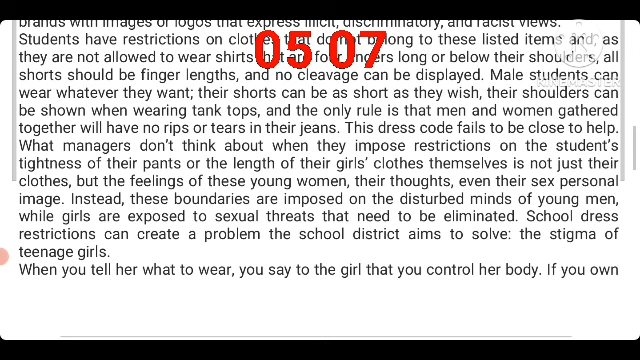 brands with images or logos that express illicit, discriminatory, and racist views.
Students have restrictions on clothes that do not belong to these listed items and, as
they are not allowed to wear shirts that are four fingers long or below their shoulders, all
shorts should be finger lengths, and no cleavage can be displayed. Male students can
wear whatever they want; their shorts can be as short as they wish, their shoulders can
be shown when wearing tank tops, and the only rule is that men and women gathered
together will have no rips or tears in their jeans. This dress code fails to be close to help.
What managers don't think about when they impose restrictions on the student's
tightness of their pants or the length of their girls' clothes themselves is not just their
clothes, but the feelings of these young women, their thoughts, even their sex personal
image. Instead, these boundaries are imposed on the disturbed minds of young men,
while girls are exposed to sexual threats that need to be eliminated. School dress
restrictions can create a problem the school district aims to solve: the stigma of
teenage girls.
When you tell her what to wear, you say to the girl that you control her body. If you own
05 07